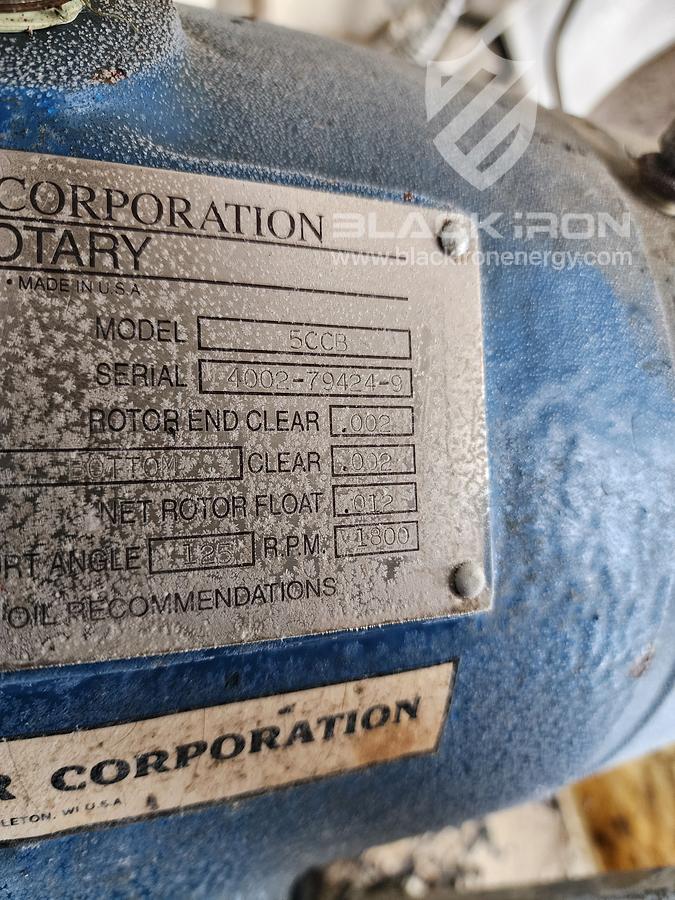 CORPORATION
OTARY
• MADE IN U.S.A
MODEL 5CCB
SERIAL 4002-79424-9
ROTOR END CLEAR .002
BOTTOM CLEAR .002
NET ROTOR FLOAT .012
RT ANGLE 125 R.P.M. 1800
OIL RECOMMENDATIONS
R CORPORATION
LETON, WI U.S.A
BLACK IRON
www.blackironenergy.com